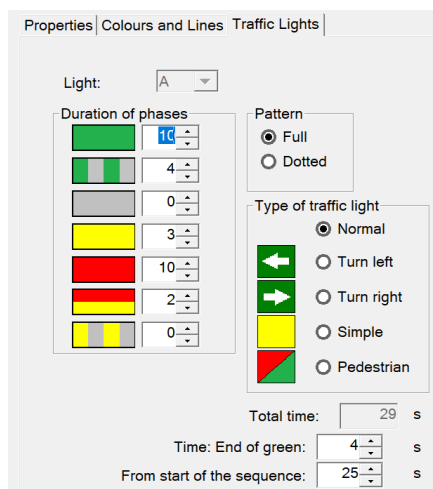 Properties Colours and Lines Traffic Lights
Light: A
Duration of phases
10
4
0
3
10
2
0
Pattern
Full
Dotted
Type of traffic light
Normal
Turn left
Turn right
Simple
Pedestrian
Total time: 29 s
Time: End of green: 4 s
From start of the sequence: 25 s